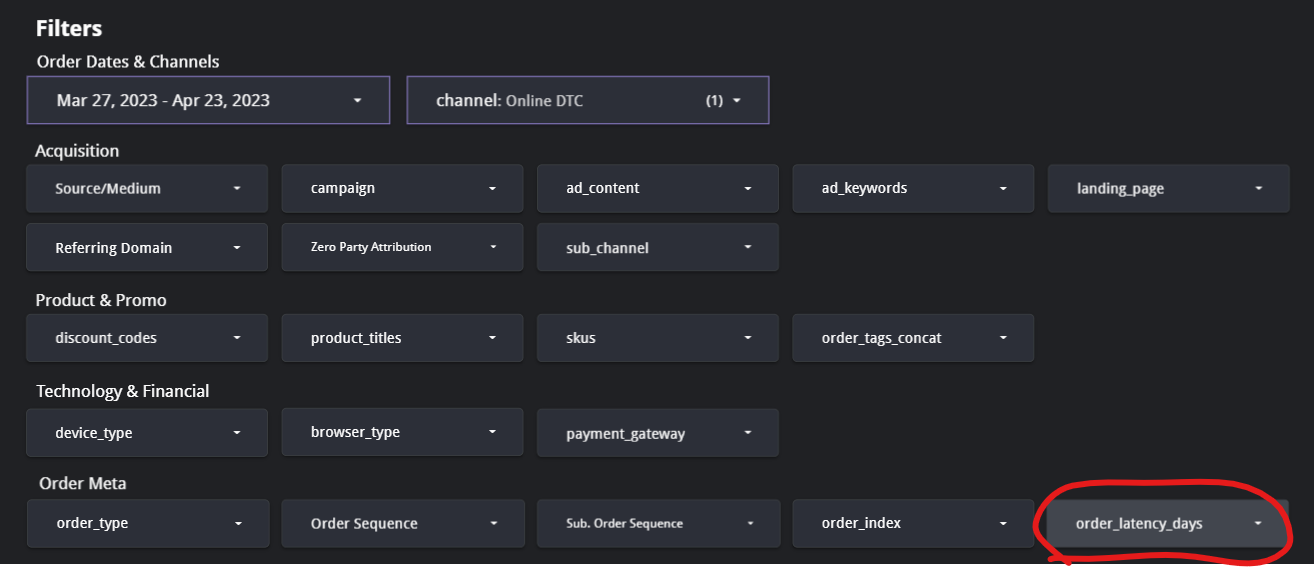 Filters
Order Dates & Channels
Mar 27, 2023 - Apr 23, 2023 channel: Online DTC (1)
Acquisition
Source/Medium campaign ad_content ad_keywords landing_page
Referring Domain Zero Party Attribution sub_channel
Product & Promo
discount_codes product_titles skus order_tags_concat
Technology & Financial
device_type browser_type payment_gateway
Order Meta
order_type Order Sequence Sub. Order Sequence order_index order_latency_days